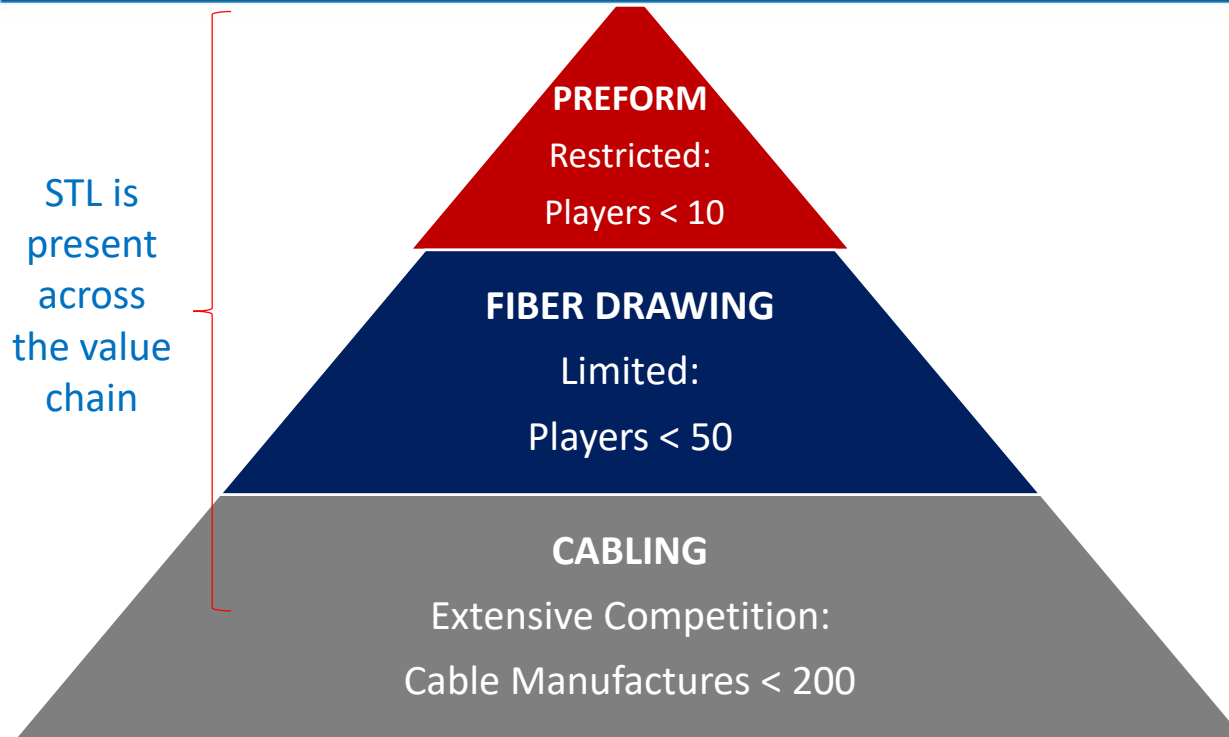 STL is
present
across
the value
chain
PREFORM
Restricted:
Players < 10
FIBER DRAWING
Limited:
Players < 50
CABLING
Extensive Competition:
Cable Manufactures < 200